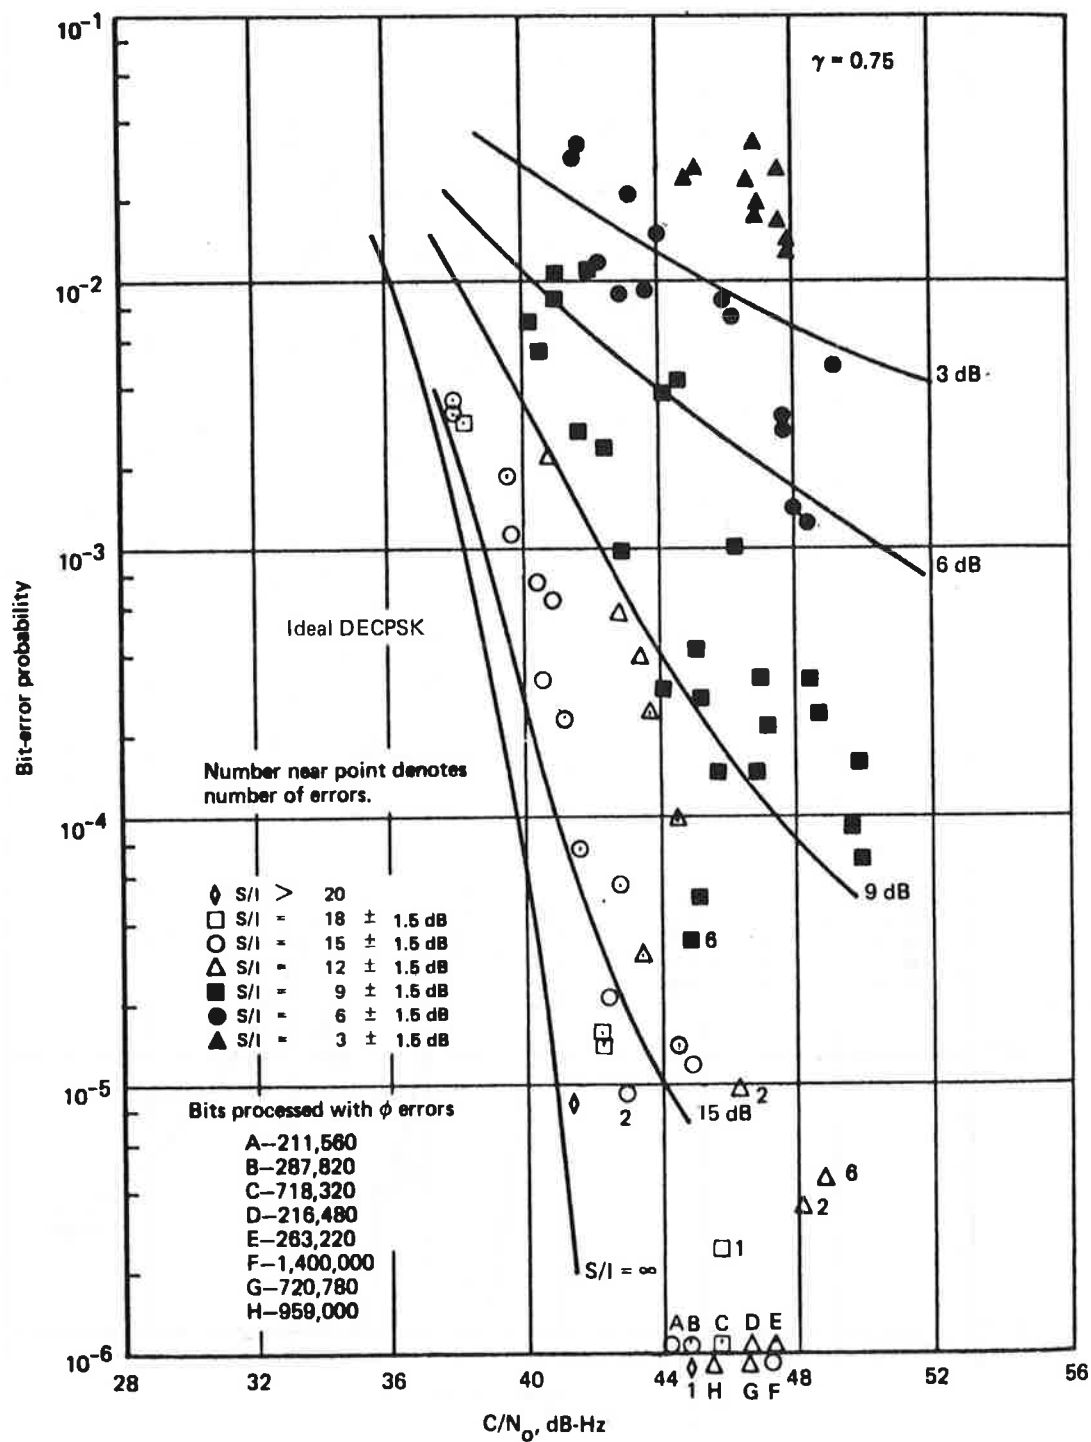 10⁻¹
γ = 0.75
10⁻²
3 dB
10⁻³
6 dB
Bit-error probability
Ideal DECPSK
Number near point denotes
number of errors.
10⁻⁴
9 dB
S/I > 20
S/I = 18 ± 1.5 dB
S/I = 15 ± 1.5 dB
S/I = 12 ± 1.5 dB
S/I = 9 ± 1.5 dB
S/I = 6 ± 1.5 dB
S/I = 3 ± 1.5 dB
6
10⁻⁵
2
2
15 dB
Bits processed with ϕ errors
A—211,560
B—287,820
C—718,320
D—216,480
E—263,220
F—1,400,000
G—720,780
H—959,000
6
2
1
S/I = ∞
A B C D E
10⁻⁶
28 32 36 40 44 48 52 56
1 H G F
C/Nₒ, dB-Hz